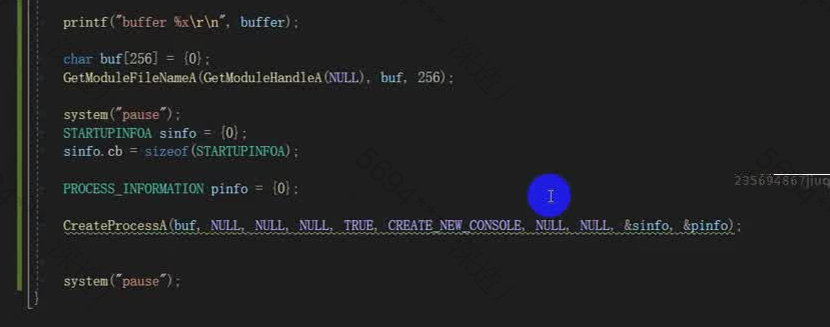 printf("buffer %x\r\n", buffer);
char buf[256] = {0};
GetModuleFileNameA(GetModuleHandleA(NULL), buf, 256);
system("pause");
STARTUPINFOA sinfo = {0};
sinfo.cb = sizeof(STARTUPINFOA);
PROCESS_INFORMATION pinfo = {0};
CreateProcessA(buf, NULL, NULL, NULL, TRUE, CREATE_NEW_CONSOLE, NULL, NULL, &sinfo, &pinfo);
system("pause");
}